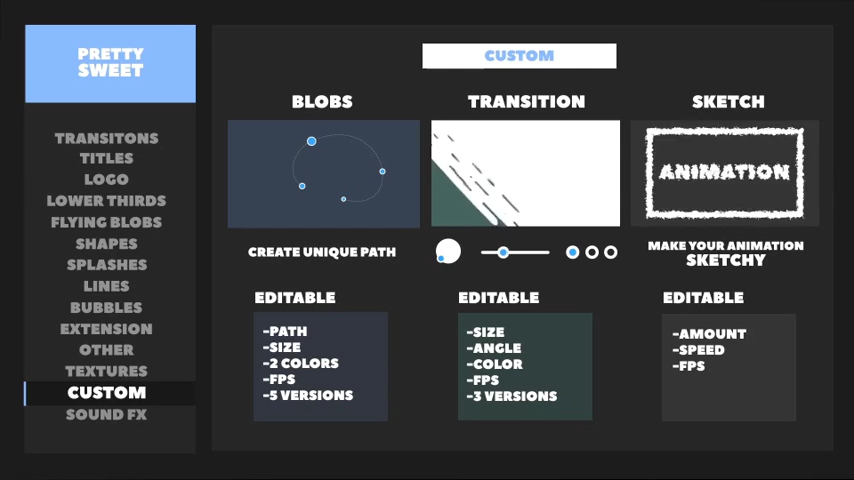 PRETTY
SWEET
TRANSITONS
TITLES
LOGO
LOWER THIRDS
FLYING BLOBS
SHAPES
SPLASHES
LINES
BUBBLES
EXTENSION
OTHER
TEXTURES
CUSTOM
SOUND FX
CUSTOM
BLOBS
CREATE UNIQUE PATH
EDITABLE
-PATH
-SIZE
-2 COLORS
-FPS
-5 VERSIONS
TRANSITION
EDITABLE
-SIZE
-ANGLE
-COLOR
-FPS
-3 VERSIONS
SKETCH
ANIMATION
MAKE YOUR ANIMATION
SKETCHY
EDITABLE
-AMOUNT
-SPEED
-FPS